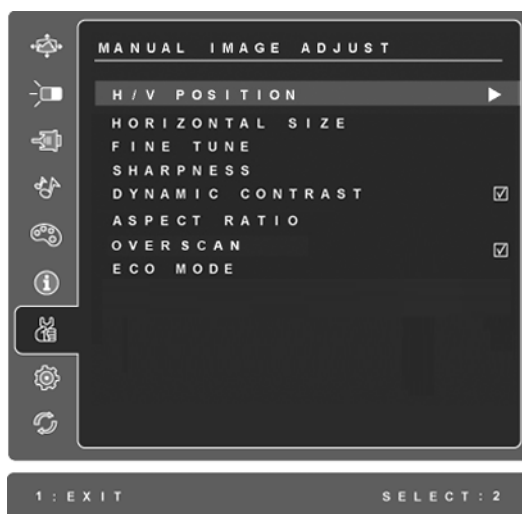 MANUAL IMAGE ADJUST
H/V POSITION
HORIZONTAL SIZE
FINE TUNE
SHARPNESS
DYNAMIC CONTRAST
ASPECT RATIO
OVERSCAN
ECO MODE
1:EXIT SELECT:2